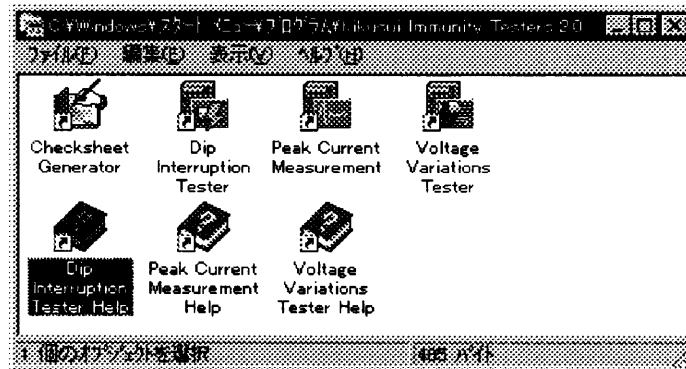 C:¥Windows¥スタート メニュー¥プログラム¥Kikusui Immunity Testers 2.0
ファイル(F) 編集(E) 表示(V) ヘルプ(H)
Checksheet Generator
Dip Interruption Tester
Peak Current Measurement
Voltage Variations Tester
Dip Interruption Tester Help
Peak Current Measurement Help
Voltage Variations Tester Help
1 個のオブジェクトを選択
405 バイト